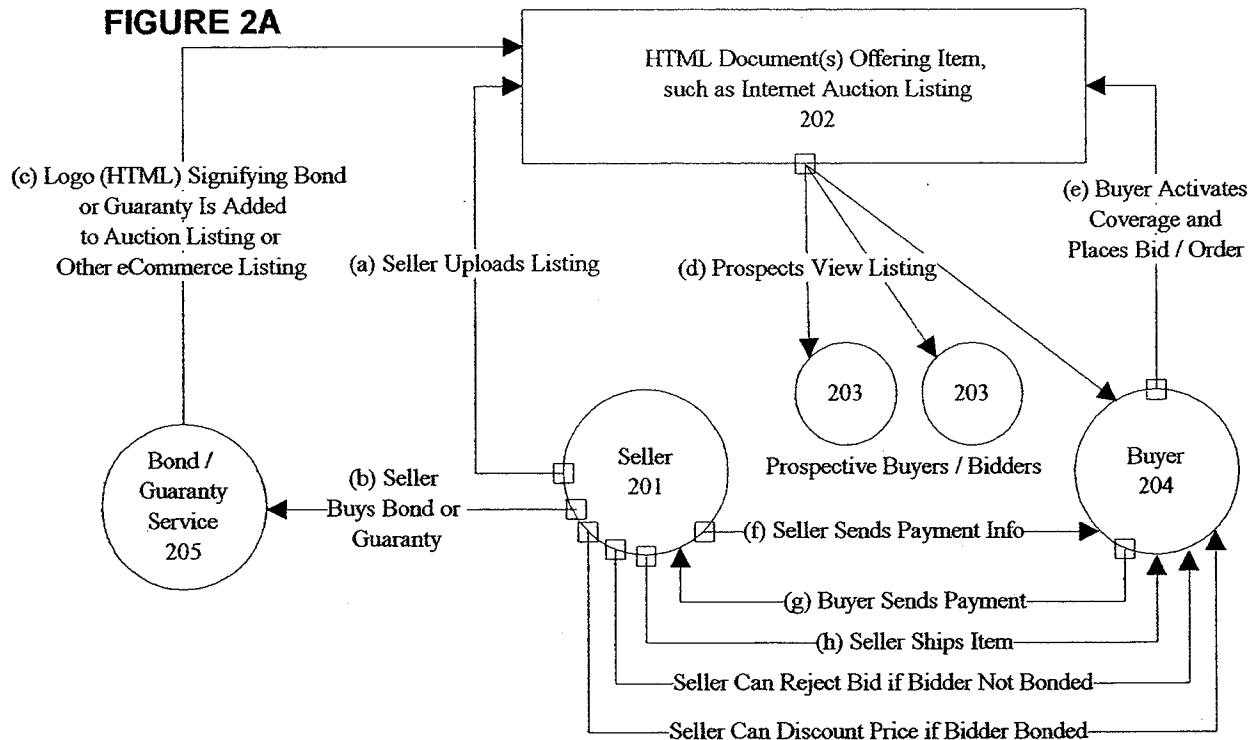 FIGURE 2A
HTML Document(s) Offering Item,
such as Internet Auction Listing
202
(c) Logo (HTML) Signifying Bond
or Guaranty Is Added
to Auction Listing or
Other eCommerce Listing
(a) Seller Uploads Listing
(d) Prospects View Listing
(e) Buyer Activates
Coverage and
Places Bid / Order
203
203
Prospective Buyers / Bidders
Bond /
Guaranty
Service
205
(b) Seller
Buys Bond or
Guaranty
Seller
201
Buyer
204
(f) Seller Sends Payment Info
(g) Buyer Sends Payment
(h) Seller Ships Item
Seller Can Reject Bid if Bidder Not Bonded
Seller Can Discount Price if Bidder Bonded